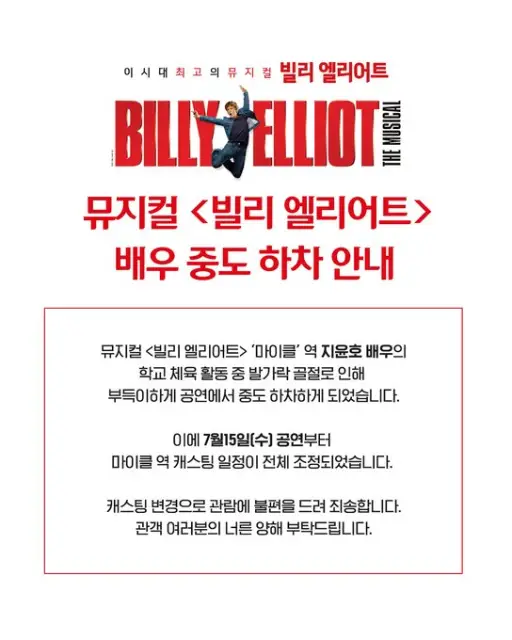 이 시대 최고의 뮤지컬 빌리 엘리어트
BILLY ELLIOT THE MUSICAL
뮤지컬 <빌리 엘리어트>
배우 중도 하차 안내
뮤지컬 <빌리 엘리어트> ‘마이클’ 역 지윤호 배우의
학교 체육 활동 중 발가락 골절로 인해
부득이하게 공연에서 중도 하차하게 되었습니다.
이에 7월15일(수) 공연부터
마이클 역 캐스팅 일정이 전체 조정되었습니다.
캐스팅 변경으로 관람에 불편을 드려 죄송합니다.
관객 여러분의 너른 양해 부탁드립니다.